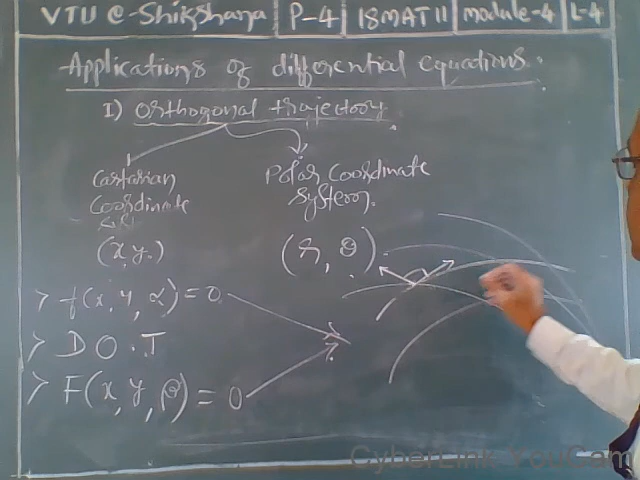 VTU e-Shikshana P-4 18MAT11 module-4 L-4
Applications of differential equations.
I) Orthogonal trajectory.
Cartesian Coordinate
Polar Coordinate System.
(x, y.)
(r, θ).
> f(x, y, α) = 0.
> D O.T
> F(x, y, β) = 0
CyberLink YouCam